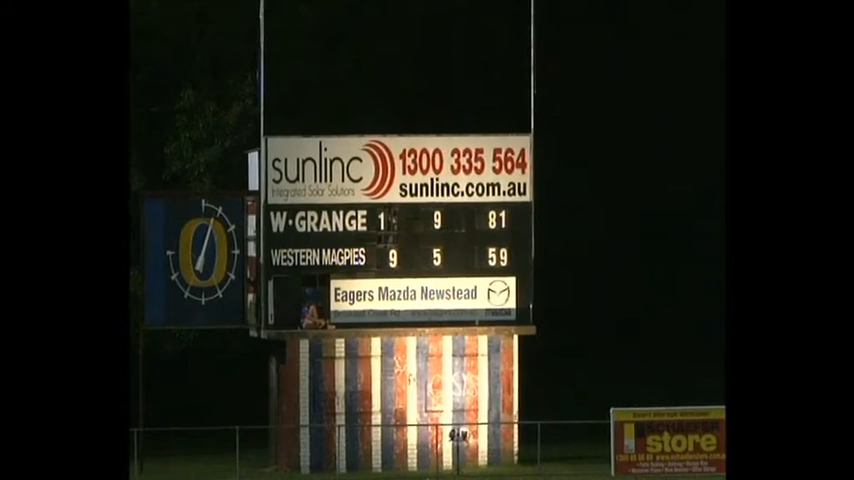 sunlinc
Integrated Solar Solutions
1300 335 564
sunlinc.com.au
W·GRANGE 1 9 81
WESTERN MAGPIES 9 5 59
Eagers Mazda Newstead
mazda
store